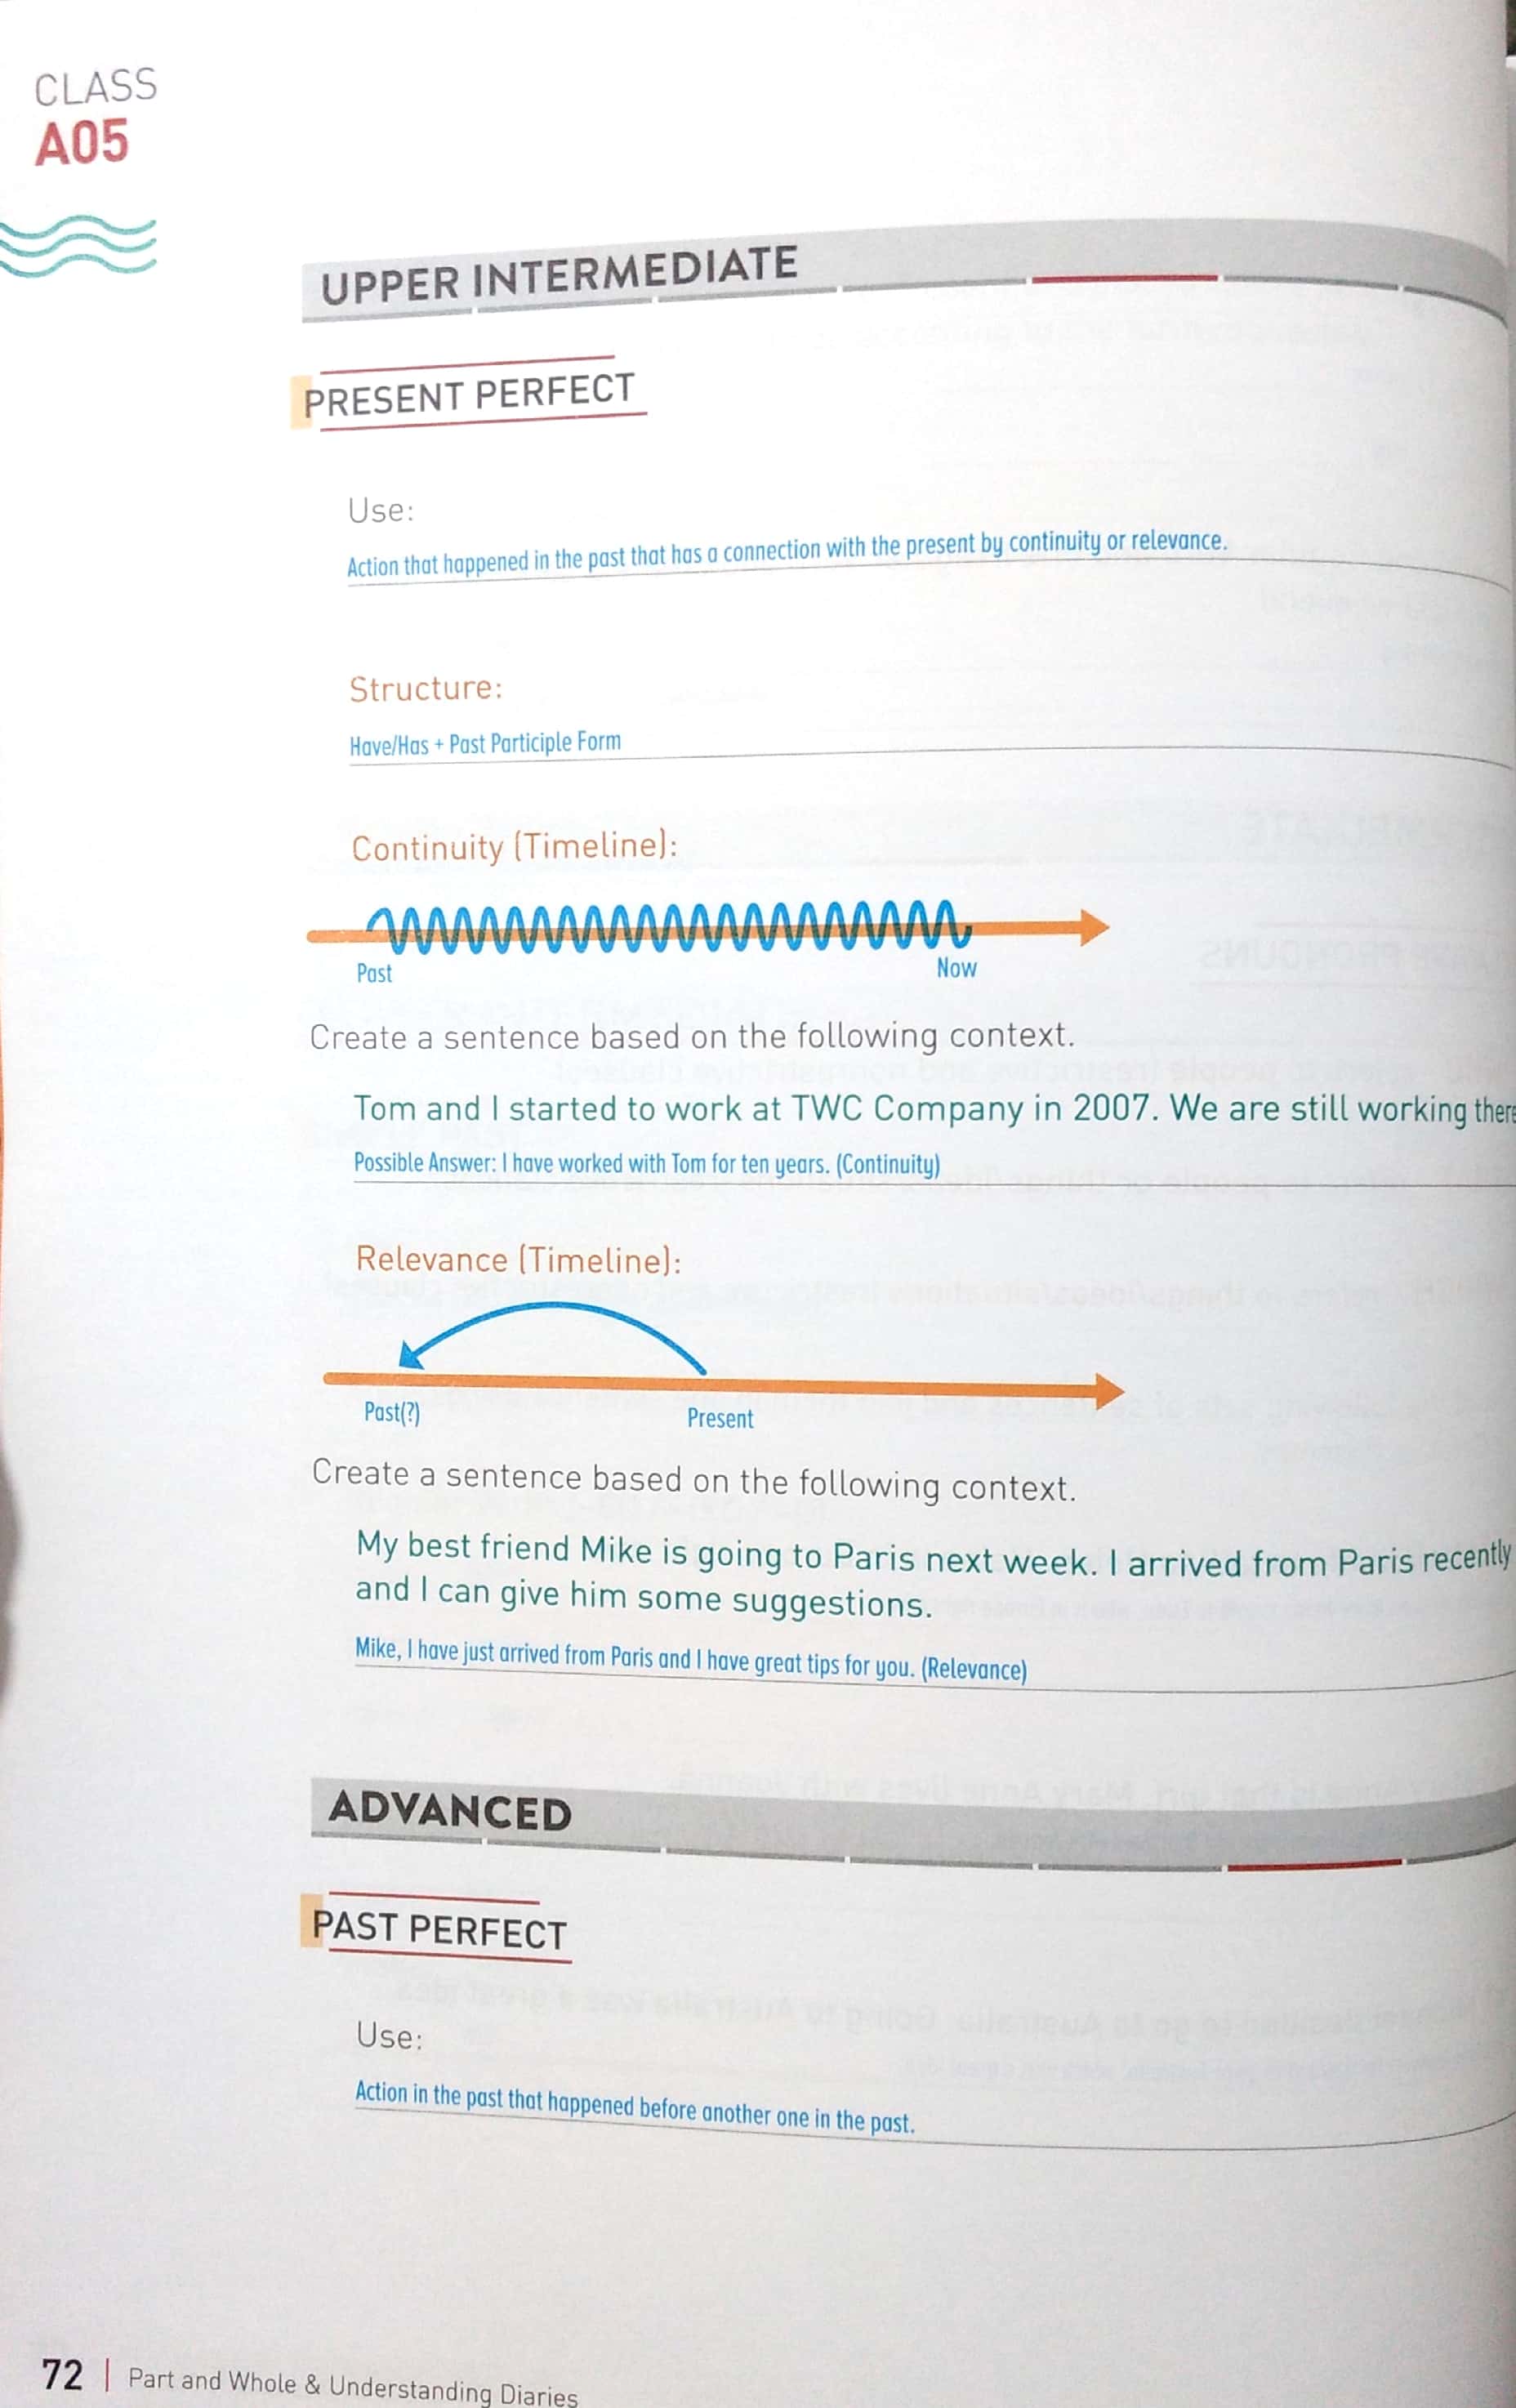 CLASS
A05
UPPER INTERMEDIATE
PRESENT PERFECT
Use:
Action that happened in the past that has a connection with the present by continuity or relevance.
Structure:
Have/Has + Past Participle Form
Continuity (Timeline):
Past Now
Create a sentence based on the following context.
Tom and I started to work at TWC Company in 2007. We are still working there
Possible Answer: I have worked with Tom for ten years. (Continuity)
Relevance (Timeline):
Past(?) Present
Create a sentence based on the following context.
My best friend Mike is going to Paris next week. I arrived from Paris recently
and I can give him some suggestions.
Mike, I have just arrived from Paris and I have great tips for you. (Relevance)
ADVANCED
PAST PERFECT
Use:
Action in the past that happened before another one in the past.
72 | Part and Whole & Understanding Diaries